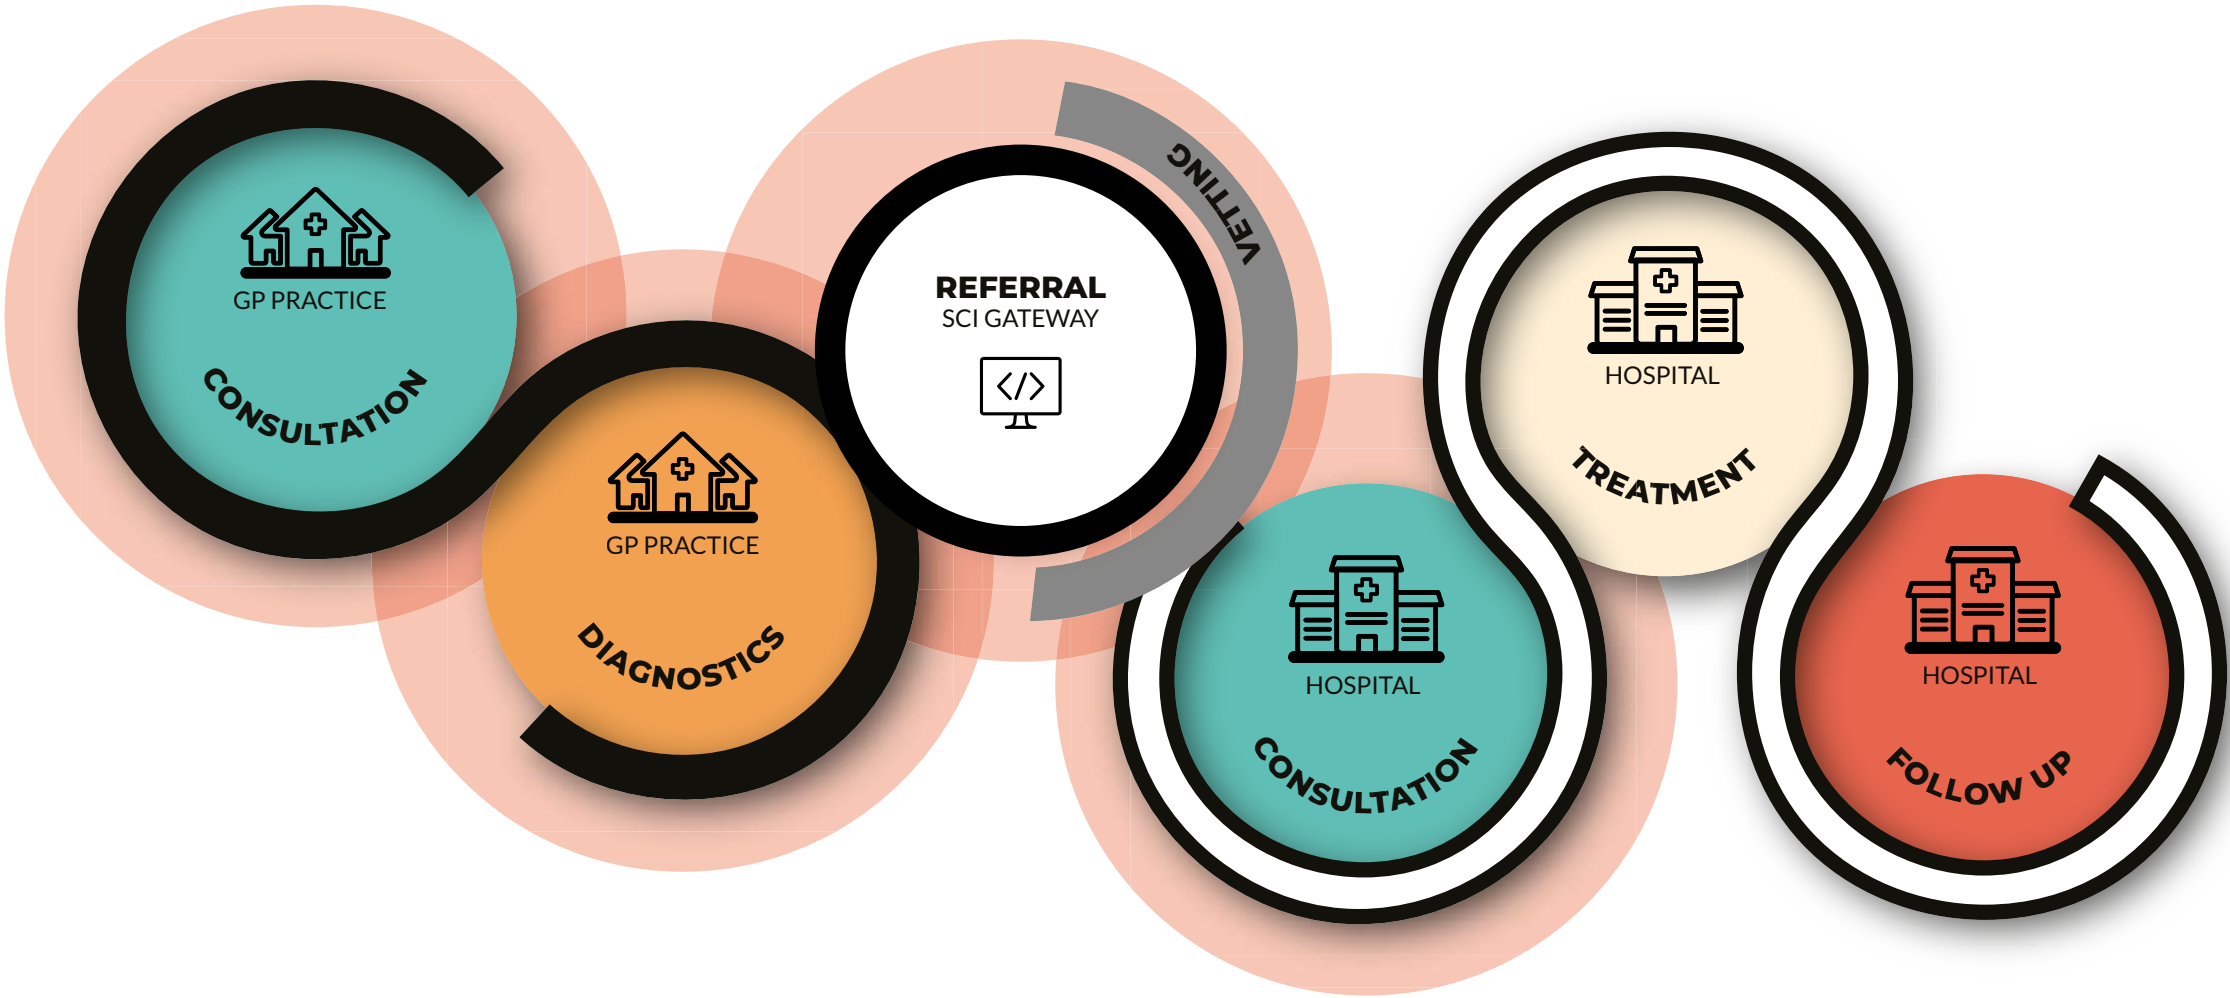 GP PRACTICE
CONSULTATION
GP PRACTICE
DIAGNOSTICS
REFERRAL
SCI GATEWAY
</>
VETTING
HOSPITAL
CONSULTATION
HOSPITAL
TREATMENT
HOSPITAL
FOLLOW UP